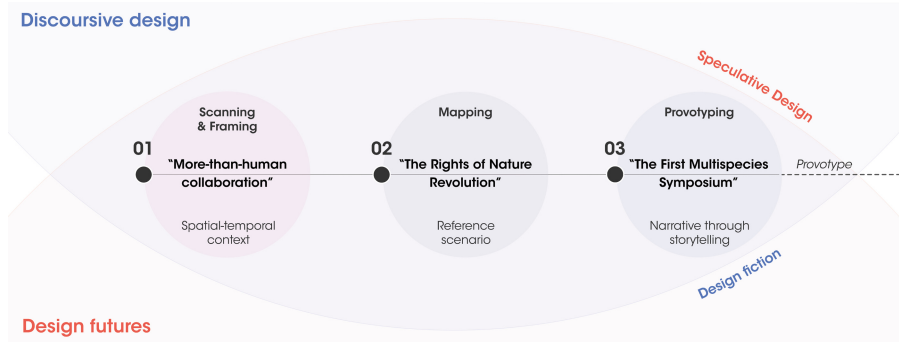 Discoursive design
Speculative Design
Scanning
& Framing
Mapping
Provotyping
01
02
03
“More-than-human
collaboration”
“The Rights of Nature
Revolution”
“The First Multispecies
Symposium”
Provotype
Spatial-temporal
context
Reference
scenario
Narrative through
storytelling
Design fiction
Design futures